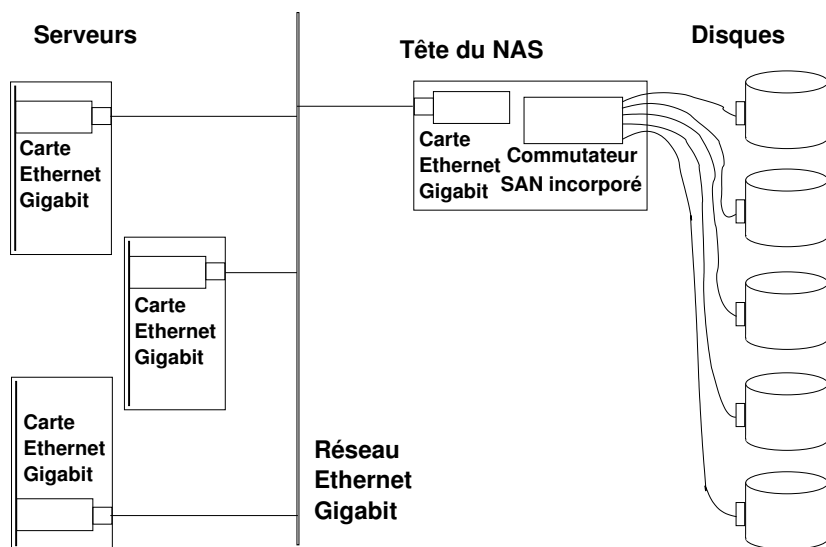 Serveurs
Tête du NAS
Disques
Carte
Ethernet
Gigabit
Carte
Ethernet
Gigabit
Commutateur
SAN incorporé
Carte
Ethernet
Gigabit
Carte
Ethernet
Gigabit
Réseau
Ethernet
Gigabit